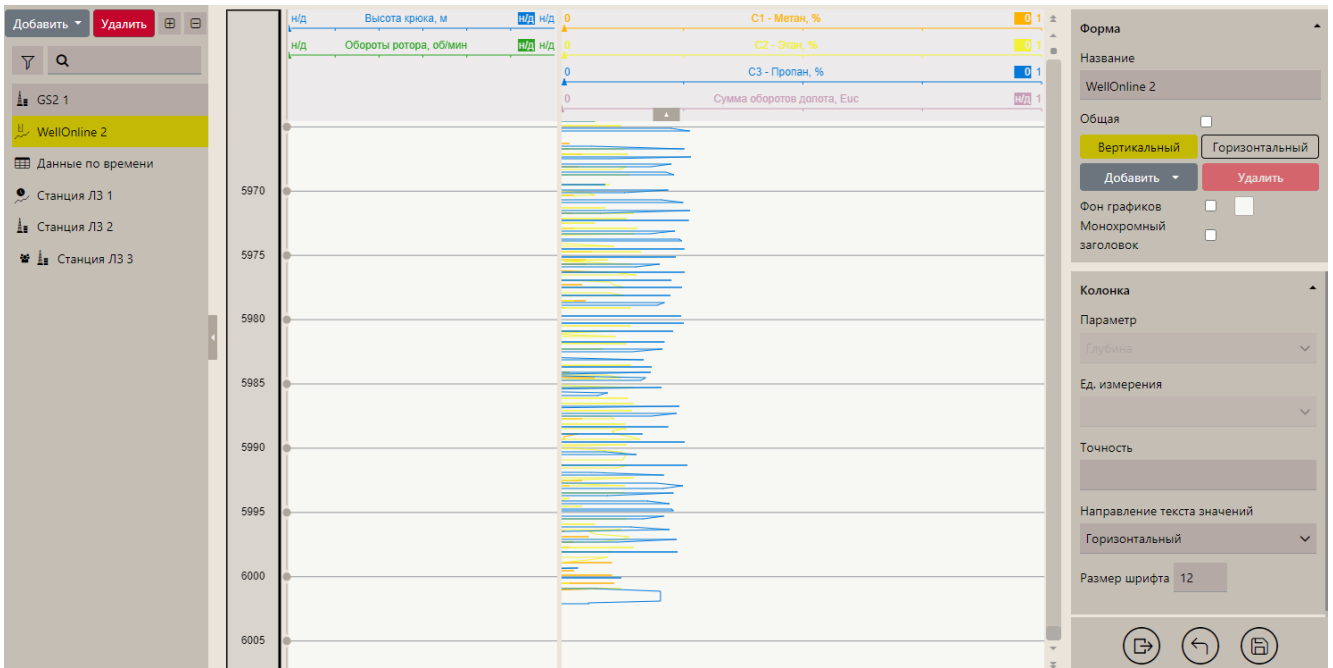 Добавить
Удалить
GS2 1
WellOnline 2
Данные по времени
Станция ЛЗ 1
Станция ЛЗ 2
Станция ЛЗ 3
н/д Высота крюка, м н/д н/д
н/д Обороты ротора, об/мин н/д н/д
0 С1 - Метан, % 0 1
0 С2 - Этан, % 0 1
0 С3 - Пропан, % 0 1
0 Сумма оборотов долота, Euc н/д 1
5970
5975
5980
5985
5990
5995
6000
6005
Форма
Название
WellOnline 2
Общая
Вертикальный
Горизонтальный
Добавить
Удалить
Фон графиков
Монохромный
заголовок
Колонка
Параметр
Глубина
Ед. измерения
Точность
Направление текста значений
Горизонтальный
Размер шрифта 12